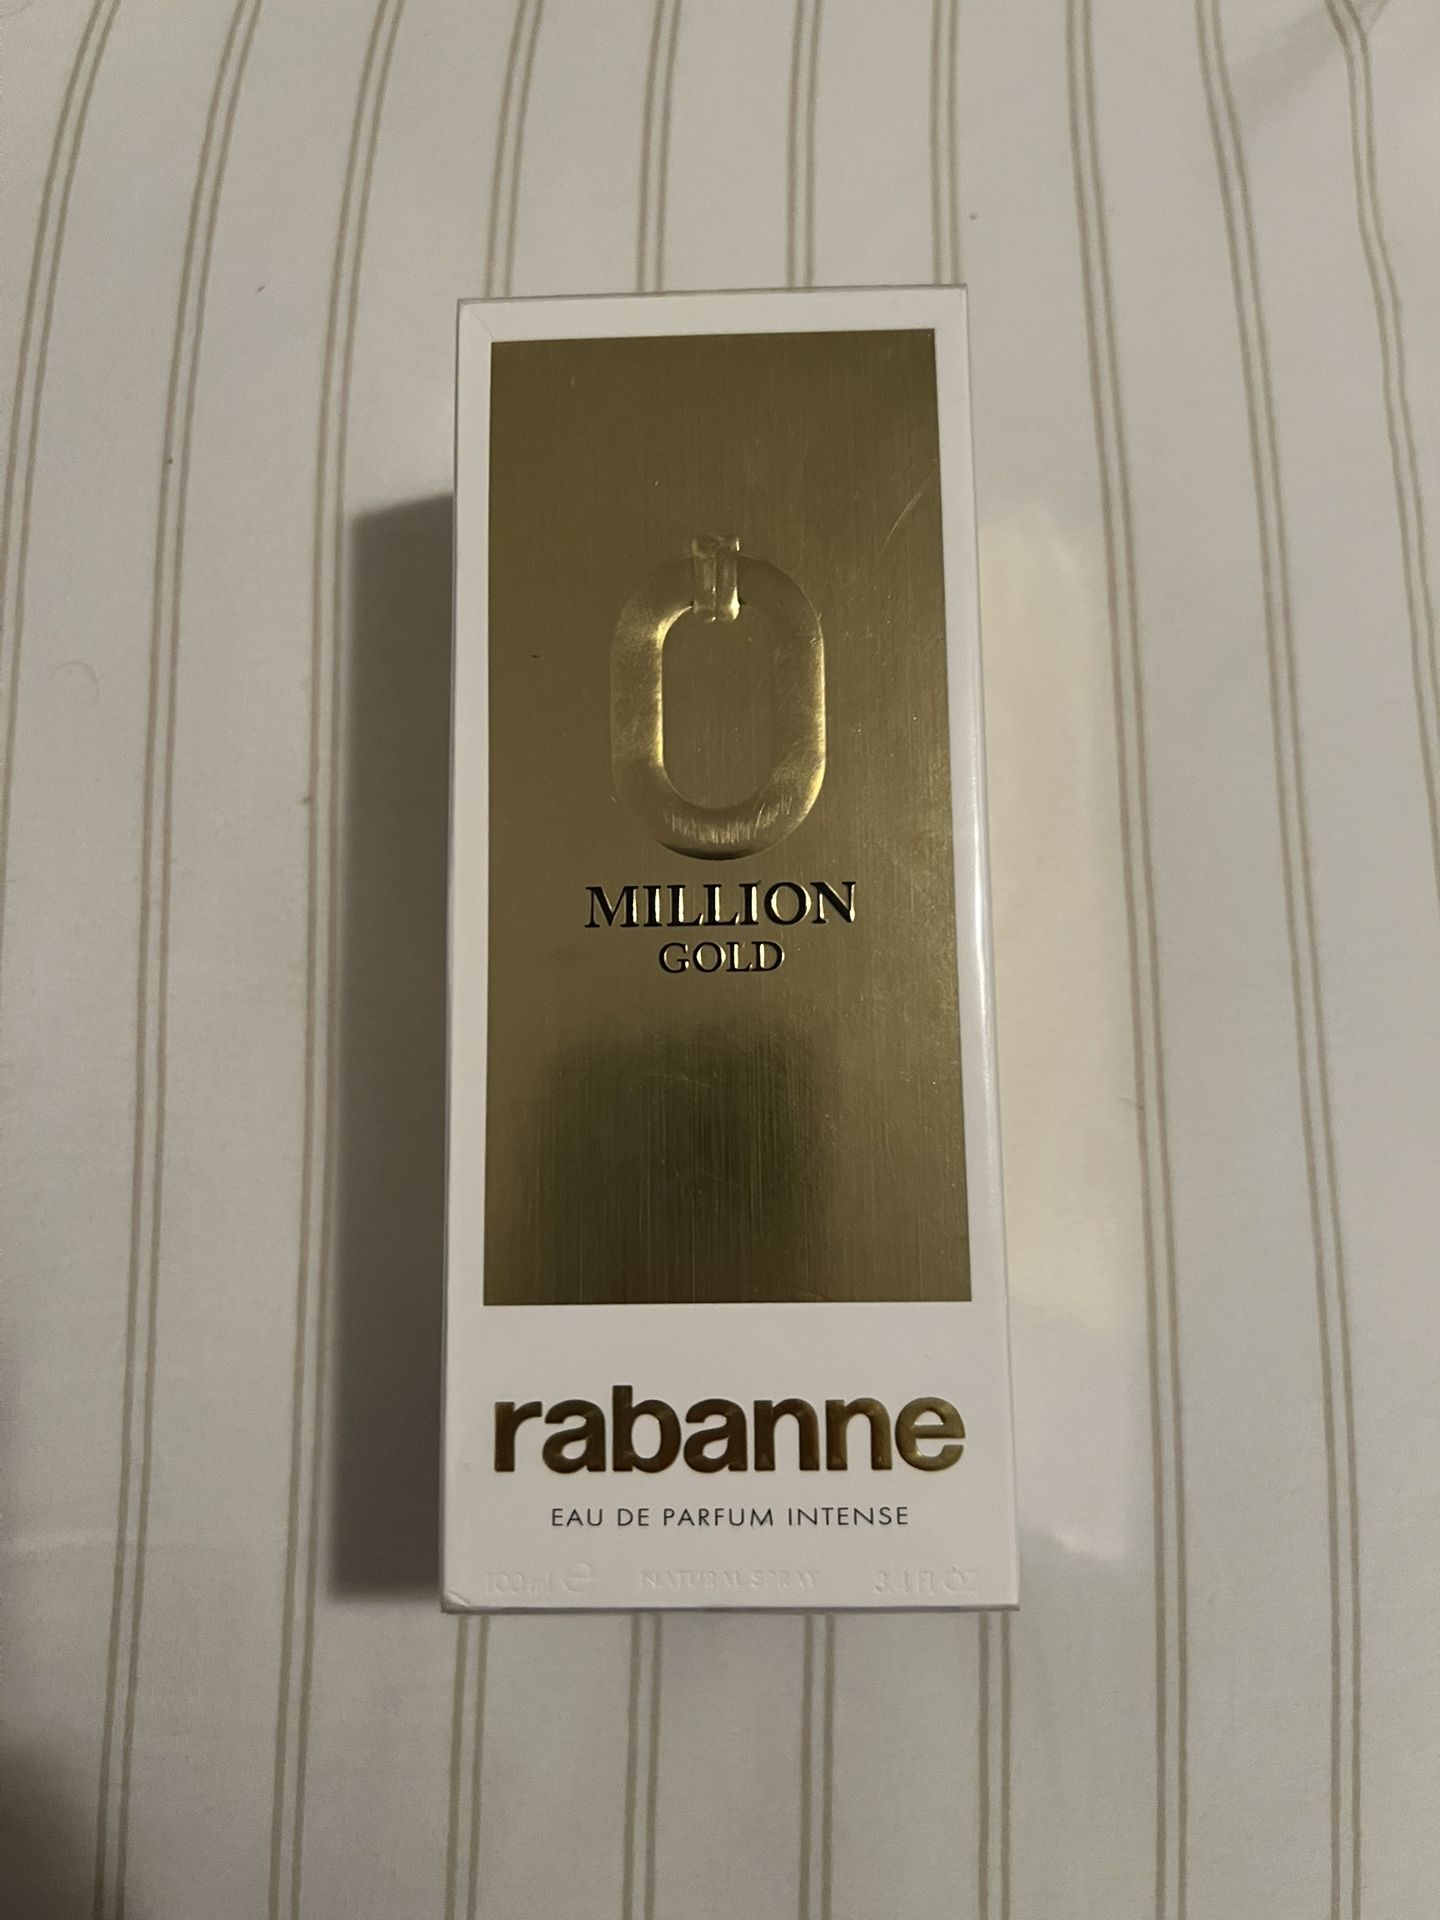 MILLION
GOLD
rabanne
EAU DE PARFUM INTENSE
100ml e NATURAL SPRAY 3.4 FL OZ